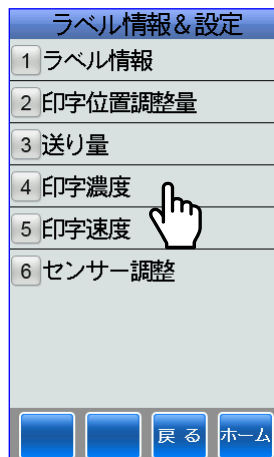 ラベル情報＆設定
1 ラベル情報
2 印字位置調整量
3 送り量
4 印字濃度
5 印字速度
6 センサー調整
戻る ホーム